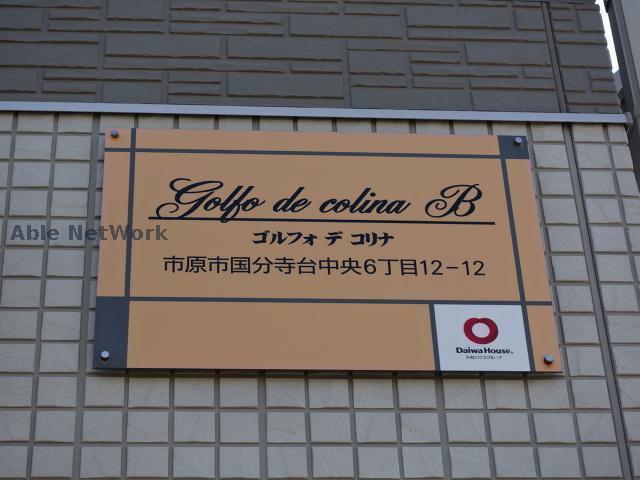 Golfo de colina B
ゴルフォ デ コリナ
市原市国分寺台中央6丁目12-12
Able NetWork
Daiwa House®
大和ハウスグループ